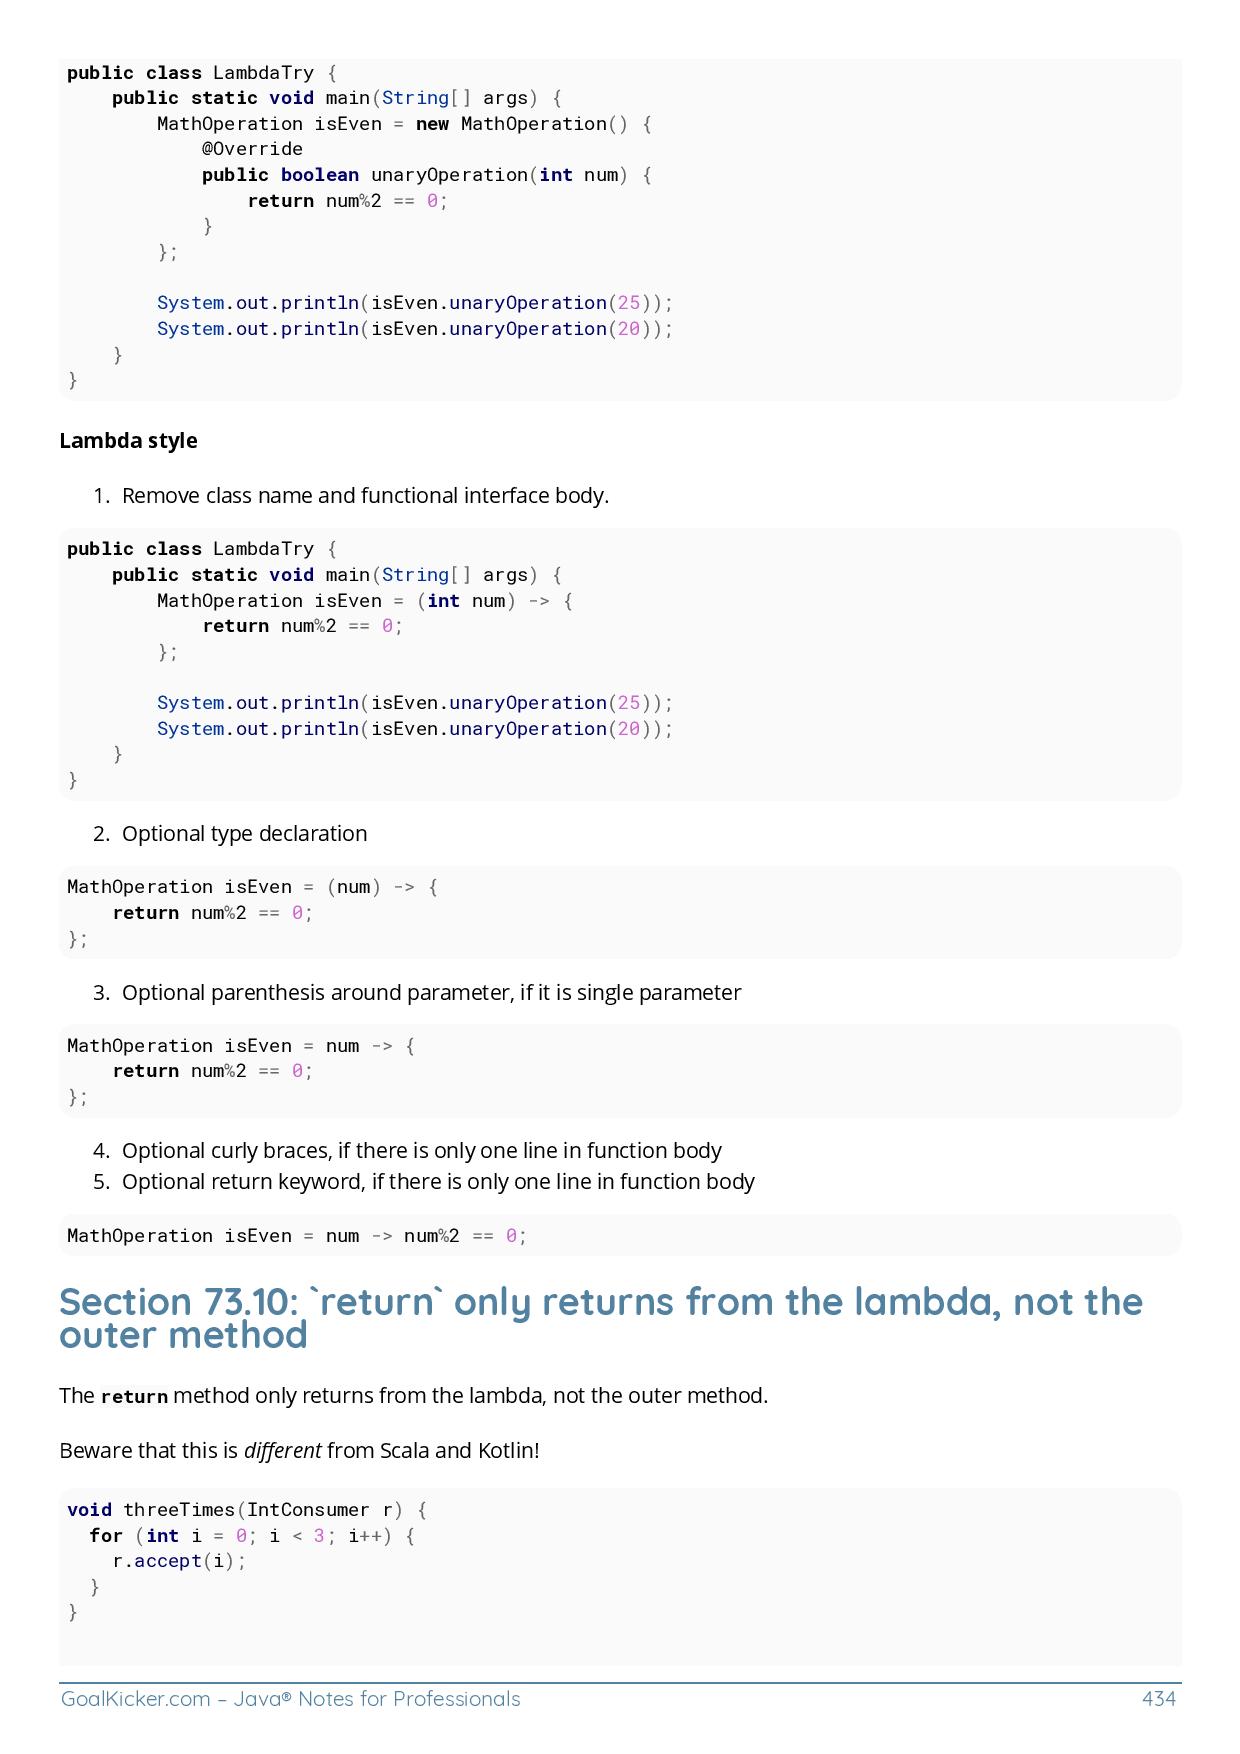 public class LambdaTry {
    public static void main(String[] args) {
        MathOperation isEven = new MathOperation() {
            @Override
            public boolean unaryOperation(int num) {
                return num%2 == 0;
            }
        };

        System.out.println(isEven.unaryOperation(25));
        System.out.println(isEven.unaryOperation(20));
    }
}
Lambda style
1. Remove class name and functional interface body.
public class LambdaTry {
    public static void main(String[] args) {
        MathOperation isEven = (int num) -> {
            return num%2 == 0;
        };

        System.out.println(isEven.unaryOperation(25));
        System.out.println(isEven.unaryOperation(20));
    }
}
2. Optional type declaration
MathOperation isEven = (num) -> {
    return num%2 == 0;
};
3. Optional parenthesis around parameter, if it is single parameter
MathOperation isEven = num -> {
    return num%2 == 0;
};
4. Optional curly braces, if there is only one line in function body
5. Optional return keyword, if there is only one line in function body
MathOperation isEven = num -> num%2 == 0;
Section 73.10: `return` only returns from the lambda, not the
outer method
The return method only returns from the lambda, not the outer method.
Beware that this is different from Scala and Kotlin!
void threeTimes(IntConsumer r) {
  for (int i = 0; i < 3; i++) {
    r.accept(i);
  }
}
GoalKicker.com – Java® Notes for Professionals 434